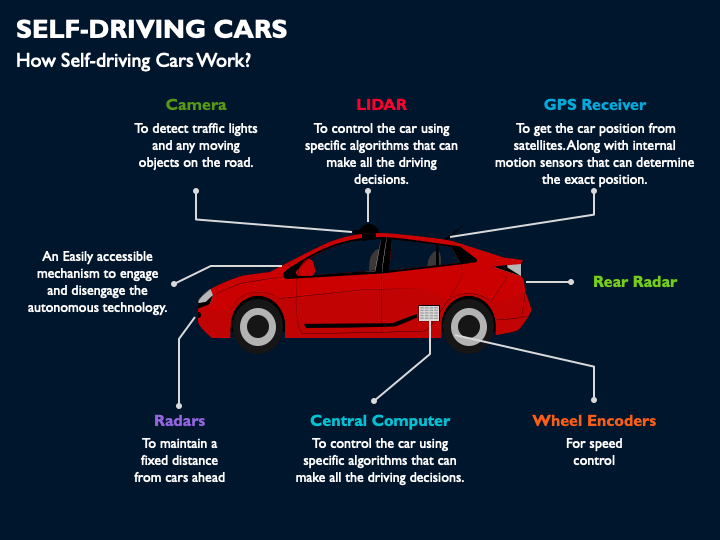 SELF-DRIVING CARS
How Self-driving Cars Work?
Camera
To detect traffic lights
and any moving
objects on the road.
LIDAR
To control the car using
specific algorithms that can
make all the driving
decisions.
GPS Receiver
To get the car position from
satellites.Along with internal
motion sensors that can determine
the exact position.
An Easily accessible
mechanism to engage
and disengage the
autonomous technology.
Rear Radar
Radars
To maintain a
fixed distance
from cars ahead
Central Computer
To control the car using
specific algorithms that can
make all the driving decisions.
Wheel Encoders
For speed
control